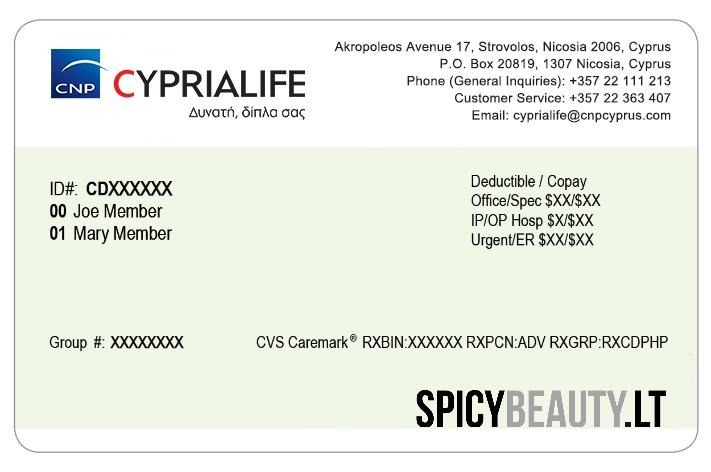 CNP CYPRIALIFE
Δυνατή, δίπλα σας
Akropoleos Avenue 17, Strovolos, Nicosia 2006, Cyprus
P.O. Box 20819, 1307 Nicosia, Cyprus
Phone (General Inquiries): +357 22 111 213
Customer Service: +357 22 363 407
Email: cyprialife@cnpcyprus.com
ID#: CDXXXXXX
00 Joe Member
01 Mary Member
Deductible / Copay
Office/Spec $XX/$XX
IP/OP Hosp $X/$XX
Urgent/ER $XX/$XX
Group #: XXXXXXXX
CVS Caremark® RXBIN:XXXXXX RXPCN:ADV RXGRP:RXCDPHP
SPICYBEAUTY.LT